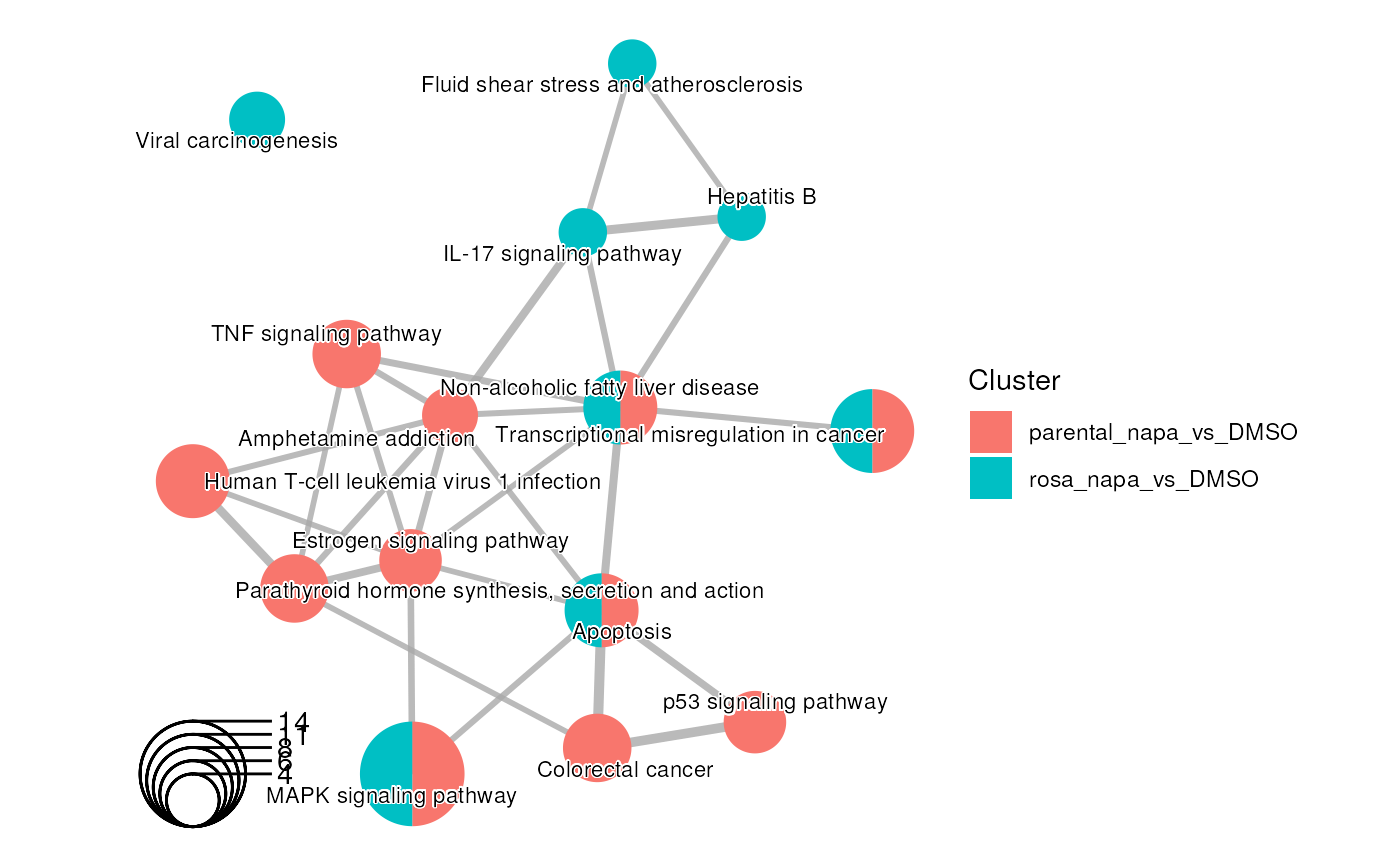 Fluid shear stress and atherosclerosis
Viral carcinogenesis
Hepatitis B
IL-17 signaling pathway
TNF signaling pathway
Non-alcoholic fatty liver disease
Amphetamine addiction
Transcriptional misregulation in cancer
Human T-cell leukemia virus 1 infection
Estrogen signaling pathway
Parathyroid hormone synthesis, secretion and action
Apoptosis
p53 signaling pathway
Colorectal cancer
MAPK signaling pathway
14
11
8
6
4
Cluster
parental_napa_vs_DMSO
rosa_napa_vs_DMSO